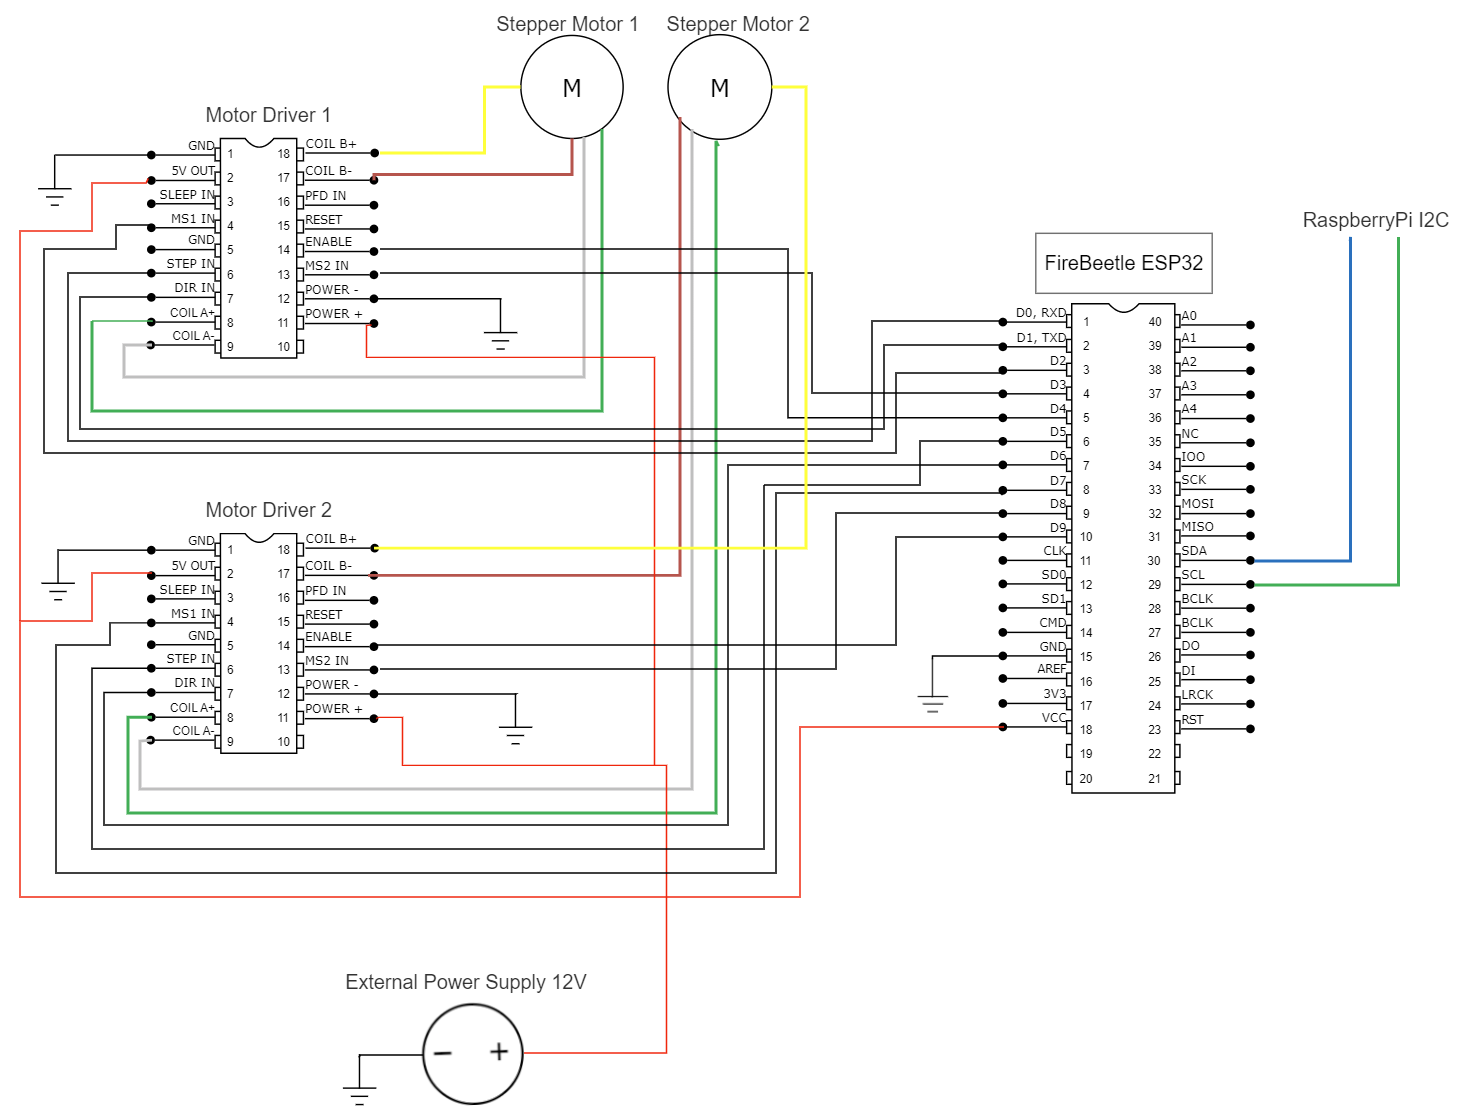 Stepper Motor 1
Stepper Motor 2
M
M
Motor Driver 1
GND 1 18 COIL B+
5V OUT 2 17 COIL B-
SLEEP IN 3 16 PFD IN
MS1 IN 4 15 RESET
GND 5 14 ENABLE
STEP IN 6 13 MS2 IN
DIR IN 7 12 POWER -
COIL A+ 8 11 POWER +
COIL A- 9 10
RaspberryPi I2C
FireBeetle ESP32
D0, RXD 1 40 A0
D1, TXD 2 39 A1
D2 3 38 A2
D3 4 37 A3
D4 5 36 A4
D5 6 35 NC
D6 7 34 IOO
D7 8 33 SCK
D8 9 32 MOSI
D9 10 31 MISO
CLK 11 30 SDA
SD0 12 29 SCL
SD1 13 28 BCLK
CMD 14 27 BCLK
GND 15 26 DO
AREF 16 25 DI
3V3 17 24 LRCK
VCC 18 23 RST
19 22
20 21
Motor Driver 2
GND 1 18 COIL B+
5V OUT 2 17 COIL B-
SLEEP IN 3 16 PFD IN
MS1 IN 4 15 RESET
GND 5 14 ENABLE
STEP IN 6 13 MS2 IN
DIR IN 7 12 POWER -
COIL A+ 8 11 POWER +
COIL A- 9 10
External Power Supply 12V
− +